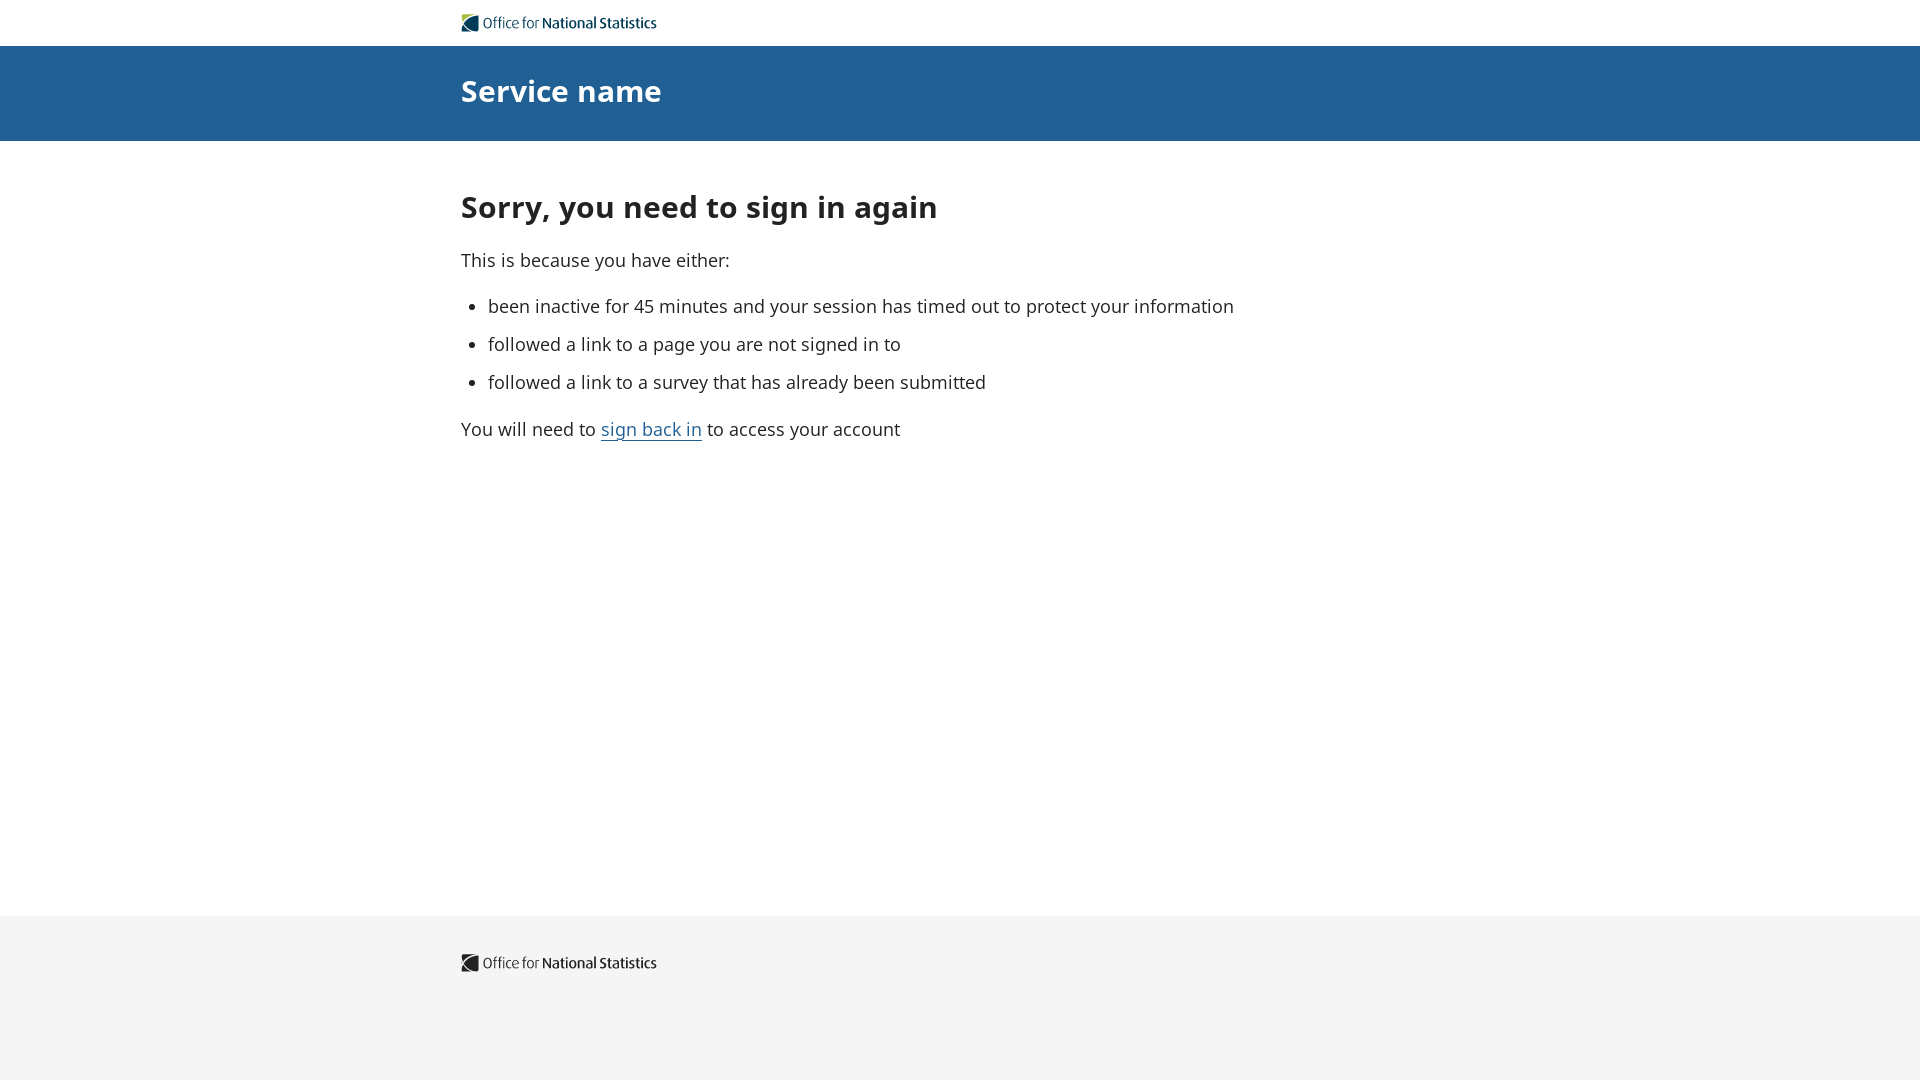 Office for National Statistics
Service name
Sorry, you need to sign in again
This is because you have either:
been inactive for 45 minutes and your session has timed out to protect your information
followed a link to a page you are not signed in to
followed a link to a survey that has already been submitted
You will need to sign back in to access your account
Office for National Statistics